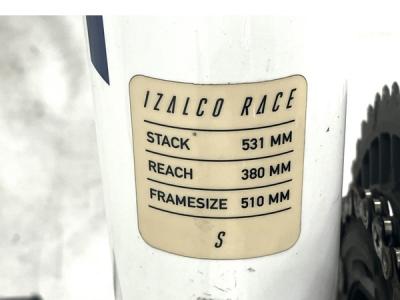 IZALCO RACE
STACK 531 MM
REACH 380 MM
FRAMESIZE 510 MM
S